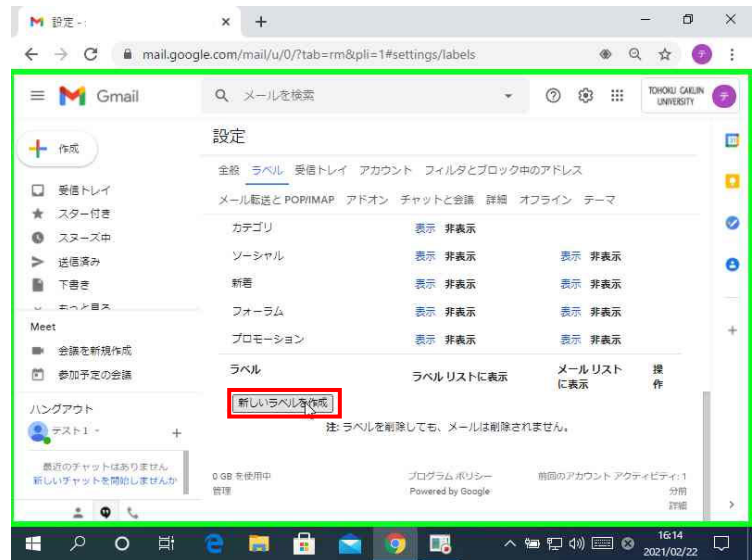 設定 -
mail.google.com/mail/u/0/?tab=rm&pli=1#settings/labels
テ
Gmail
メールを検索
TOHOKU GAKUIN
UNIVERSITY
テ
作成
設定
全般 ラベル 受信トレイ アカウント フィルタとブロック中のアドレス
メール転送と POP/IMAP アドオン チャットと会議 詳細 オフライン テーマ
受信トレイ
スター付き
スヌーズ中
送信済み
下書き
もっと見る
カテゴリ 表示 非表示
ソーシャル 表示 非表示 表示 非表示
新着 表示 非表示 表示 非表示
フォーラム 表示 非表示 表示 非表示
プロモーション 表示 非表示 表示 非表示
Meet
会議を新規作成
参加予定の会議
ラベル ラベル リストに表示 メール リスト
に表示 操
作
新しいラベルを作成
注: ラベルを削除しても、メールは削除されません。
ハングアウト
テスト1
最近のチャットはありません
新しいチャットを開始しませんか
0 GB を使用中
管理
プログラム ポリシー
Powered by Google
前回のアカウント アクティビティ: 1
分前
詳細
16:14
2021/02/22